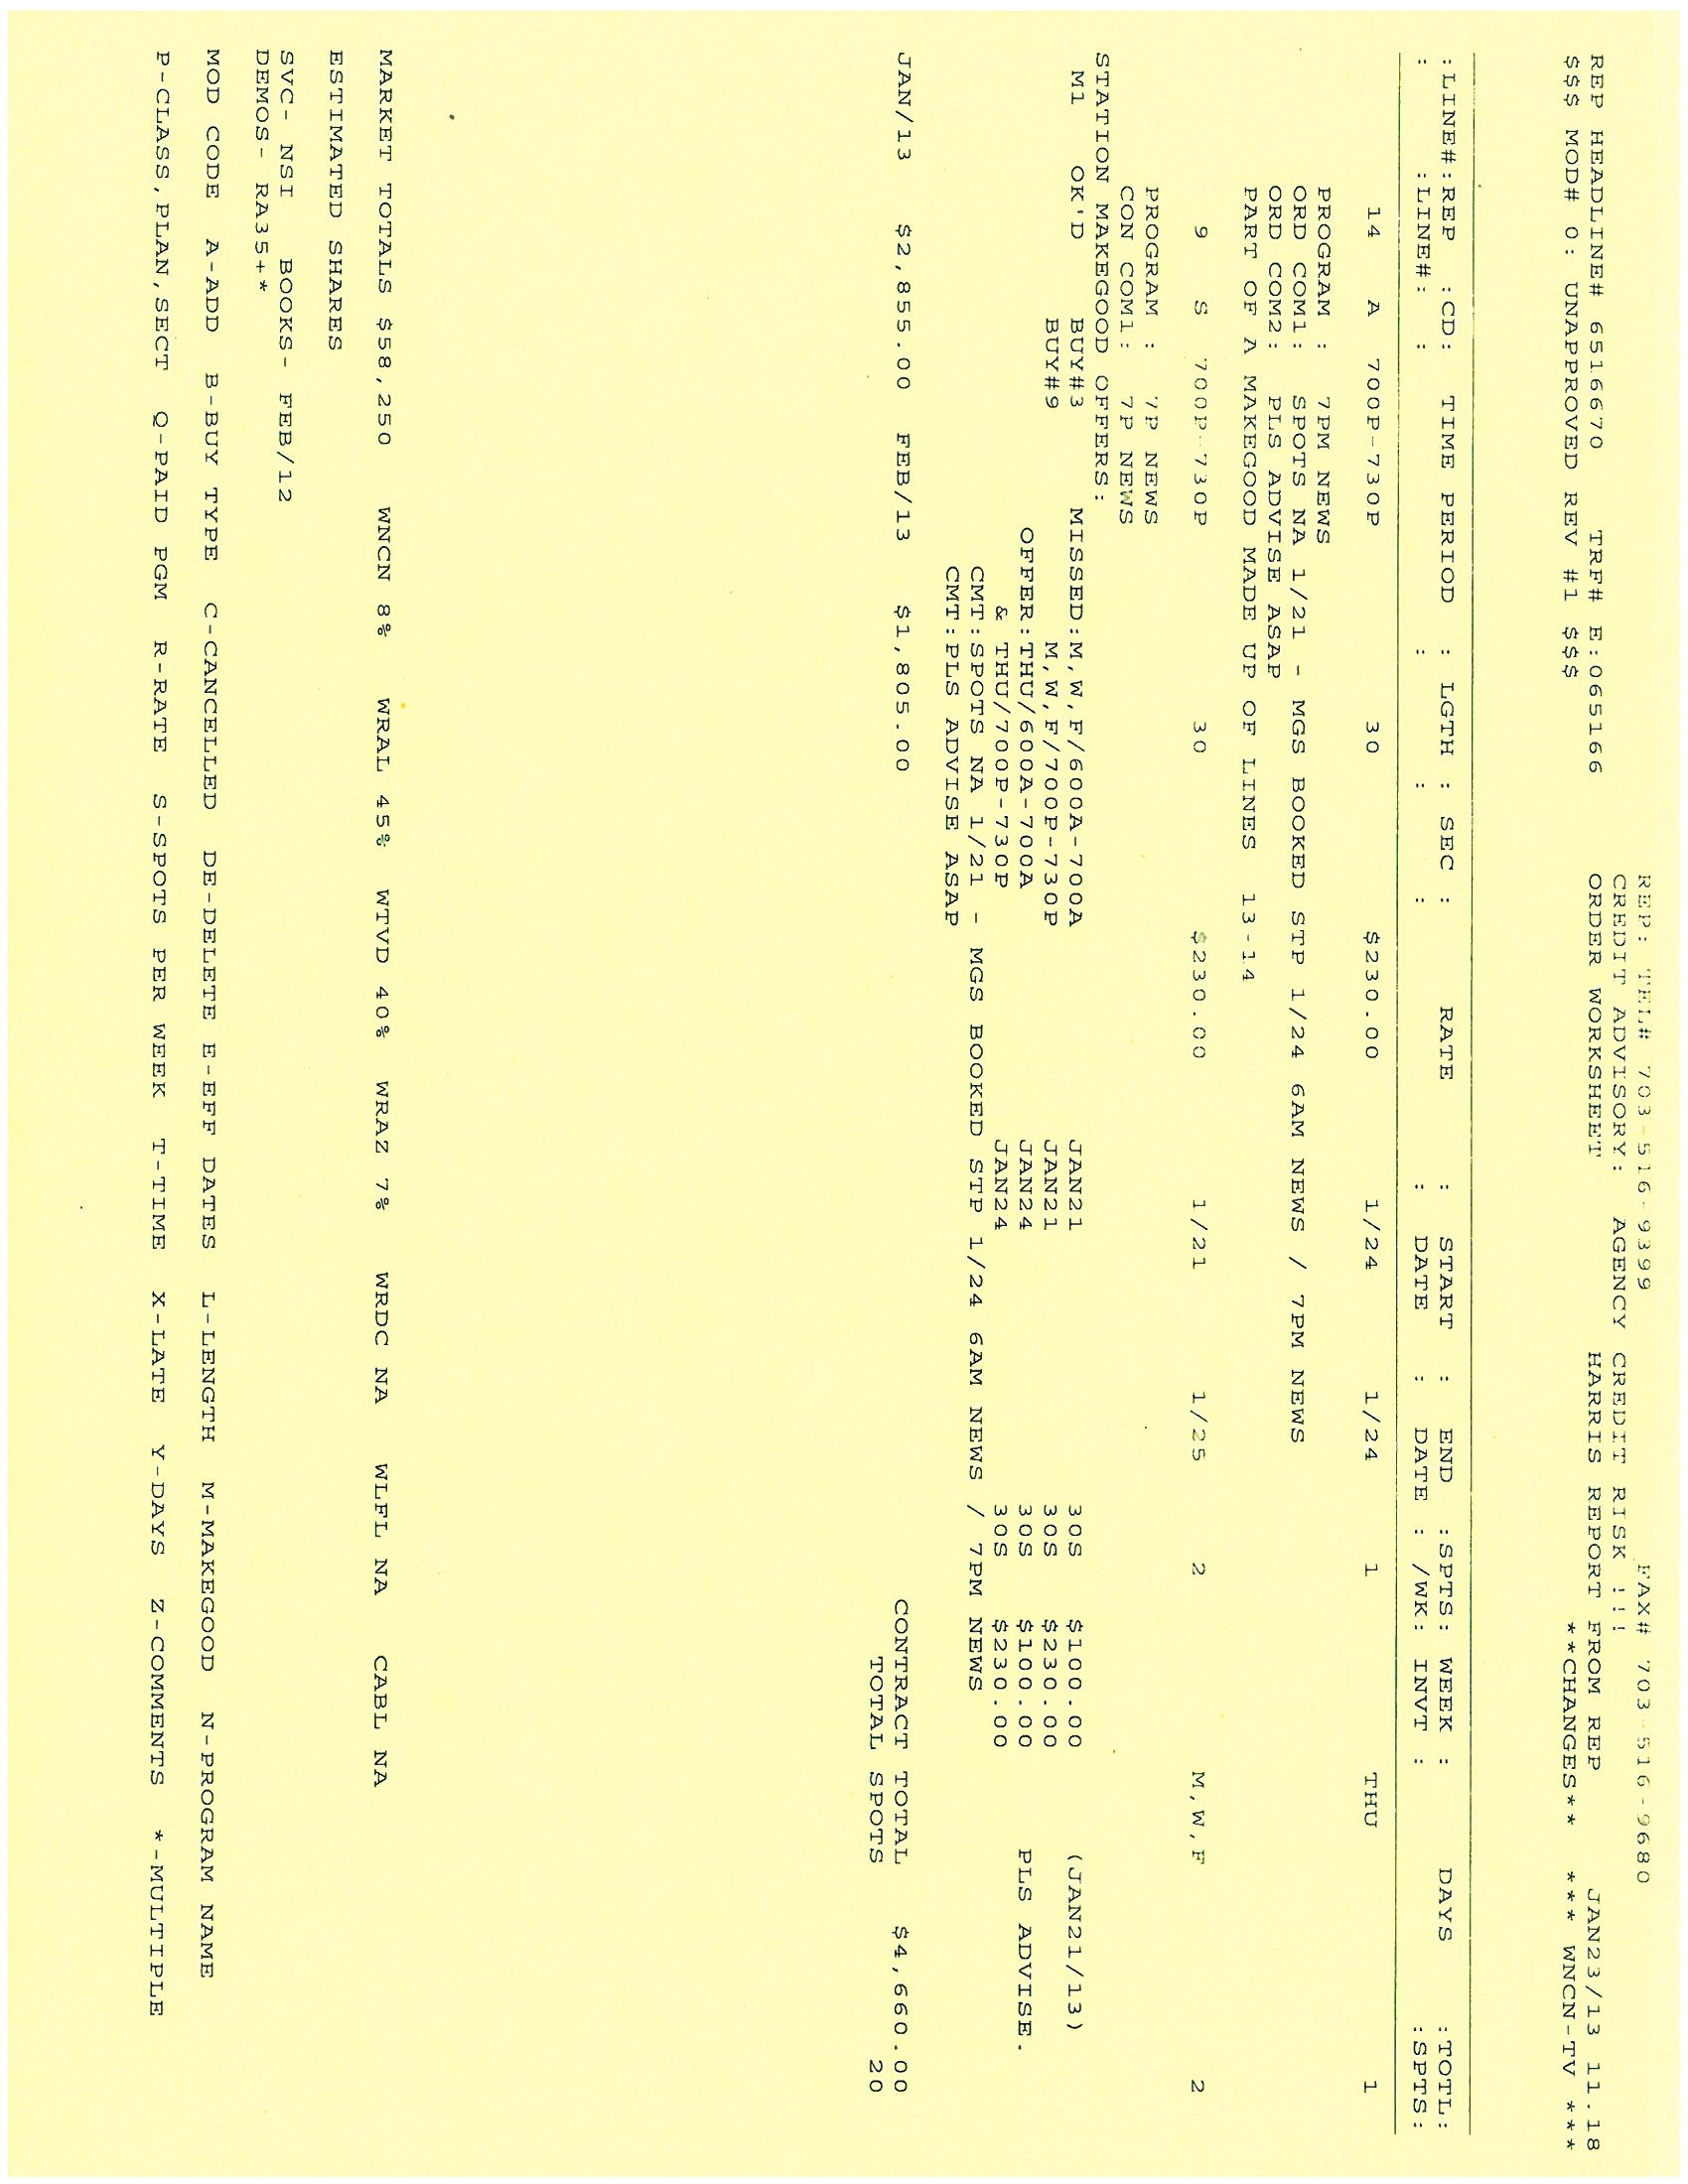 REP: TEL# 703-516-9399 FAX# 703-516-9680
CREDIT ADVISORY: AGENCY CREDIT RISK !!!
REP HEADLINE# 6516670 TRF# E:065166 ORDER WORKSHEET HARRIS REPORT FROM REP JAN23/13 11.18
$$$ MOD# 0: UNAPPROVED REV #1 $$$ **CHANGES** *** WNCN-TV ***
:LINE#:REP :CD: TIME PERIOD : LGTH : SEC : RATE : START : END :SPTS: WEEK : DAYS :TOTL:
: :LINE#: : : : : : DATE : DATE : /WK: INVT : :SPTS:
14 A 700P-730P 30 $230.00 1/24 1/24 1 THU 1
PROGRAM : 7PM NEWS
ORD COM1: SPOTS NA 1/21 - MGS BOOKED STP 1/24 6AM NEWS / 7PM NEWS
ORD COM2: PLS ADVISE ASAP
PART OF A MAKEGOOD MADE UP OF LINES 13-14
9 S 700P-730P 30 $230.00 1/21 1/25 2 M,W,F 2
PROGRAM : 7P NEWS
CON COM1: 7P NEWS
STATION MAKEGOOD OFFERS:
M1 OK'D BUY#3 MISSED:M,W,F/600A-700A JAN21 30S $100.00 (JAN21/13)
BUY#9 M,W,F/700P-730P JAN21 30S $230.00
OFFER:THU/600A-700A JAN24 30S $100.00 PLS ADVISE.
& THU/700P-730P JAN24 30S $230.00
CMT:SPOTS NA 1/21 - MGS BOOKED STP 1/24 6AM NEWS / 7PM NEWS
CMT:PLS ADVISE ASAP
JAN/13 $2,855.00 FEB/13 $1,805.00 CONTRACT TOTAL $4,660.00
TOTAL SPOTS 20
MARKET TOTALS $58,250 WNCN 8% WRAL 45% WTVD 40% WRAZ 7% WRDC NA WLFL NA CABL NA
ESTIMATED SHARES
SVC- NSI BOOKS- FEB/12
DEMOS- RA35+*
MOD CODE A-ADD B-BUY TYPE C-CANCELLED DE-DELETE E-EFF DATES L-LENGTH M-MAKEGOOD N-PROGRAM NAME
P-CLASS,PLAN,SECT Q-PAID PGM R-RATE S-SPOTS PER WEEK T-TIME X-LATE Y-DAYS Z-COMMENTS *-MULTIPLE